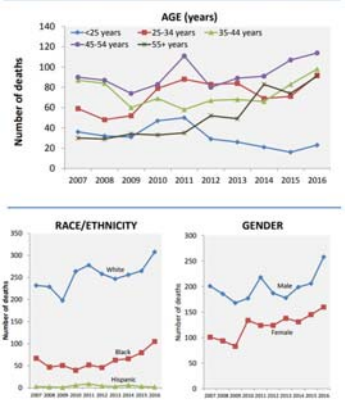 AGE (years)
<25 years 25-34 years 35-44 years
45-54 years 55+ years
Number of deaths
140
120
100
80
60
40
20
0
2007 2008 2009 2010 2011 2012 2013 2014 2015 2016
RACE/ETHNICITY
Number of deaths
350
300
250
200
150
100
50
0
White
Black
Hispanic
2007 2008 2009 2010 2011 2012 2013 2014 2015 2016
GENDER
Number of deaths
300
250
200
150
100
50
0
Male
Female
2007 2008 2009 2010 2011 2012 2013 2014 2015 2016